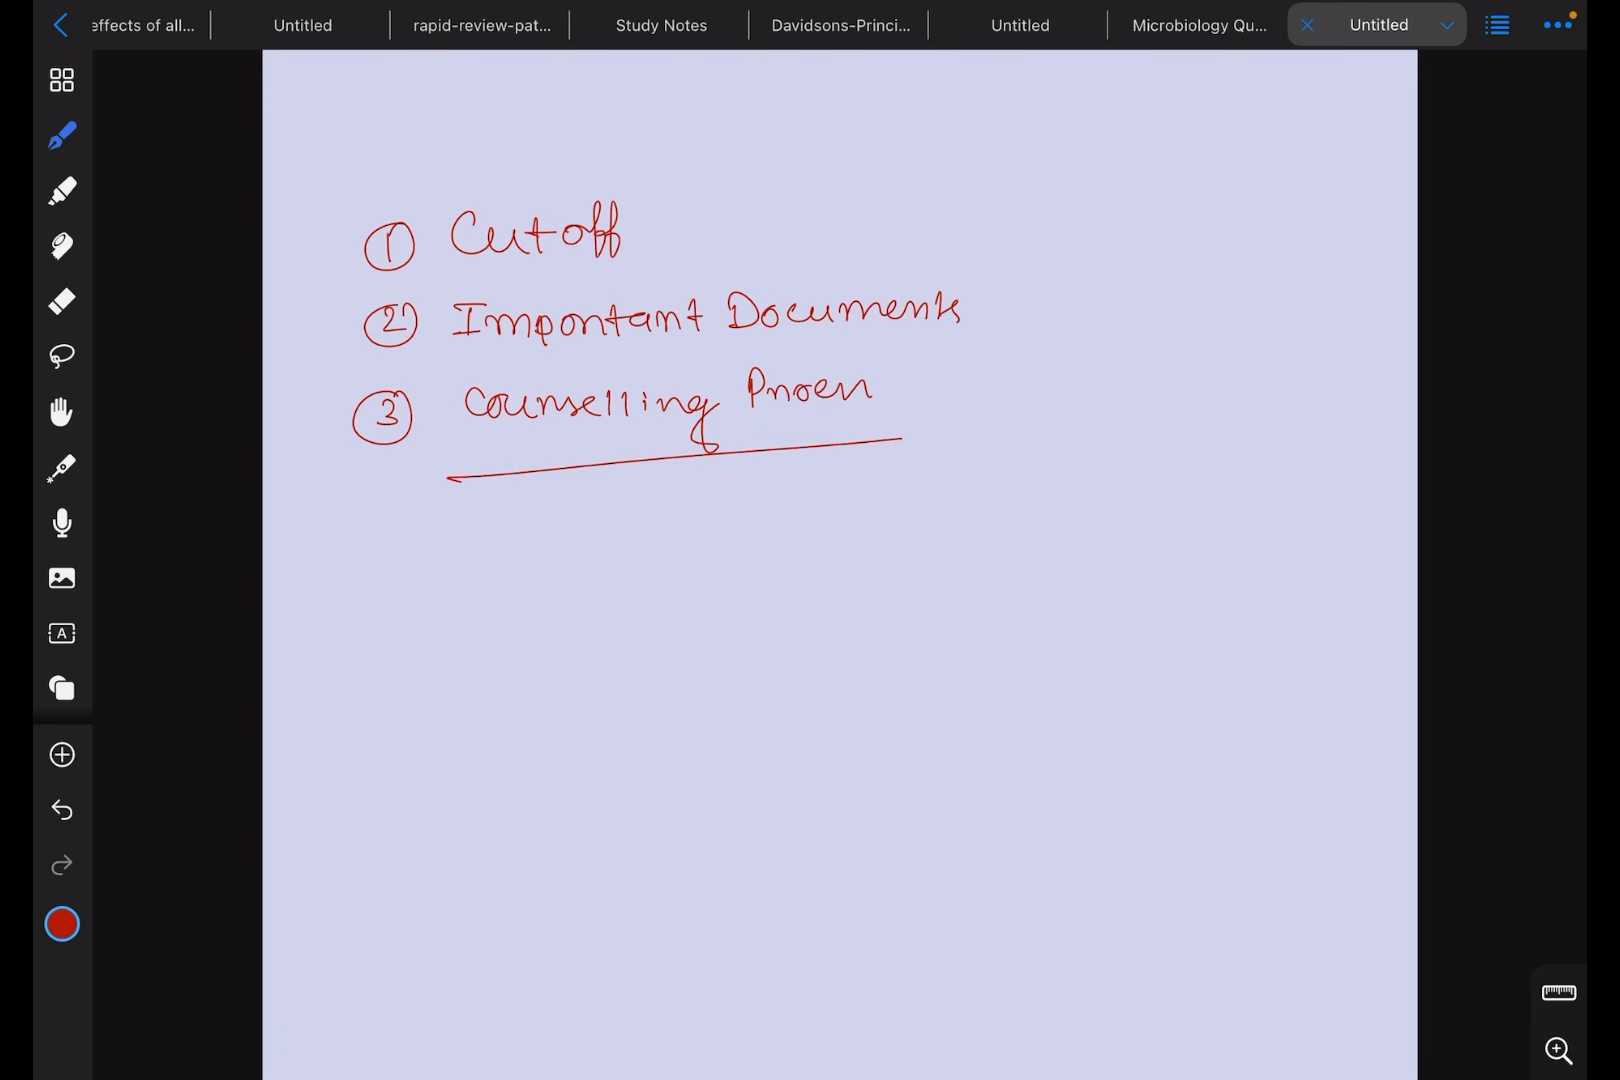 effects of all...
Untitled
rapid-review-pat...
Study Notes
Davidsons-Princi...
Untitled
Microbiology Qu...
Untitled
① Cutoff
② Important Documents
③ Counselling Process
A